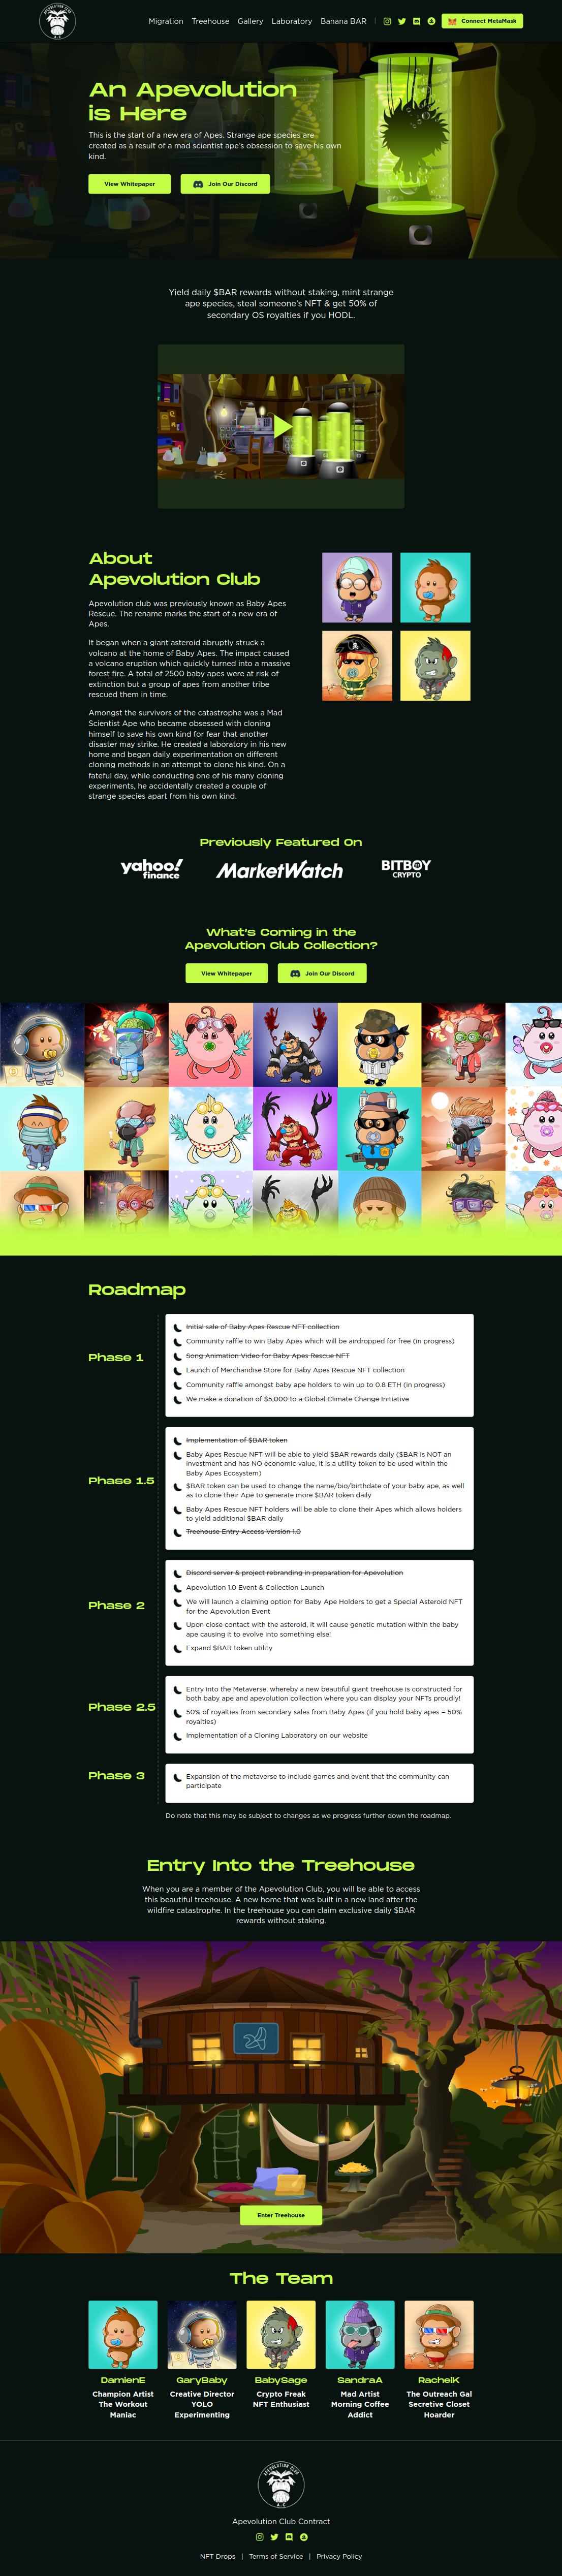 APEVOLUTION CLUB
A.C
Migration Treehouse Gallery Laboratory Banana BAR | Connect MetaMask
An Apevolution
is Here
This is the start of a new era of Apes. Strange ape species are
created as a result of a mad scientist ape's obsession to save his own
kind.
View Whitepaper Join Our Discord
Yield daily $BAR rewards without staking, mint strange
ape species, steal someone's NFT & get 50% of
secondary OS royalties if you HODL.
About
Apevolution Club
Apevolution club was previously known as Baby Apes
Rescue. The rename marks the start of a new era of
Apes.
It began when a giant asteroid abruptly struck a
volcano at the home of Baby Apes. The impact caused
a volcano eruption which quickly turned into a massive
forest fire. A total of 2500 baby apes were at risk of
extinction but a group of apes from another tribe
rescued them in time.
Amongst the survivors of the catastrophe was a Mad
Scientist Ape who became obsessed with cloning
himself to save his own kind for fear that another
disaster may strike. He created a laboratory in his new
home and began daily experimentation on different
cloning methods in an attempt to clone his kind. On a
fateful day, while conducting one of his many cloning
experiments, he accidentally created a couple of
strange species apart from his own kind.
Previously Featured On
yahoo!
finance
MarketWatch
BITBOY
CRYPTO
What's Coming in the
Apevolution Club Collection?
View Whitepaper Join Our Discord
Roadmap
Phase 1
Initial sale of Baby Apes Rescue NFT collection
Community raffle to win Baby Apes which will be airdropped for free (in progress)
Song Animation Video for Baby Apes Rescue NFT
Launch of Merchandise Store for Baby Apes Rescue NFT collection
Community raffle amongst baby ape holders to win up to 0.8 ETH (in progress)
We make a donation of $5,000 to a Global Climate Change Initiative
Phase 1.5
Implementation of $BAR token
Baby Apes Rescue NFT will be able to yield $BAR rewards daily ($BAR is NOT an
investment and has NO economic value, it is a utility token to be used within the
Baby Apes Ecosystem)
$BAR token can be used to change the name/bio/birthdate of your baby ape, as well
as to clone their Ape to generate more $BAR token daily
Baby Apes Rescue NFT holders will be able to clone their Apes which allows holders
to yield additional $BAR daily
Treehouse Entry Access Version 1.0
Phase 2
Discord server & project rebranding in preparation for Apevolution
Apevolution 1.0 Event & Collection Launch
We will launch a claiming option for Baby Ape Holders to get a Special Asteroid NFT
for the Apevolution Event
Upon close contact with the asteroid, it will cause genetic mutation within the baby
ape causing it to evolve into something else!
Expand $BAR token utility
Phase 2.5
Entry into the Metaverse, whereby a new beautiful giant treehouse is constructed for
both baby ape and apevolution collection where you can display your NFTs proudly!
50% of royalties from secondary sales from Baby Apes (if you hold baby apes = 50%
royalties)
Implementation of a Cloning Laboratory on our website
Phase 3
Expansion of the metaverse to include games and event that the community can
participate
Do note that this may be subject to changes as we progress further down the roadmap.
Entry Into the Treehouse
When you are a member of the Apevolution Club, you will be able to access
this beautiful treehouse. A new home that was built in a new land after the
wildfire catastrophe. In the treehouse you can claim exclusive daily $BAR
rewards without staking.
Enter Treehouse
The Team
DamienE
Champion Artist
The Workout
Maniac
GaryBaby
Creative Director
YOLO
Experimenting
BabySage
Crypto Freak
NFT Enthusiast
SandraA
Mad Artist
Morning Coffee
Addict
RachelK
The Outreach Gal
Secretive Closet
Hoarder
APEVOLUTION CLUB
A.C
Apevolution Club Contract
NFT Drops | Terms of Service | Privacy Policy